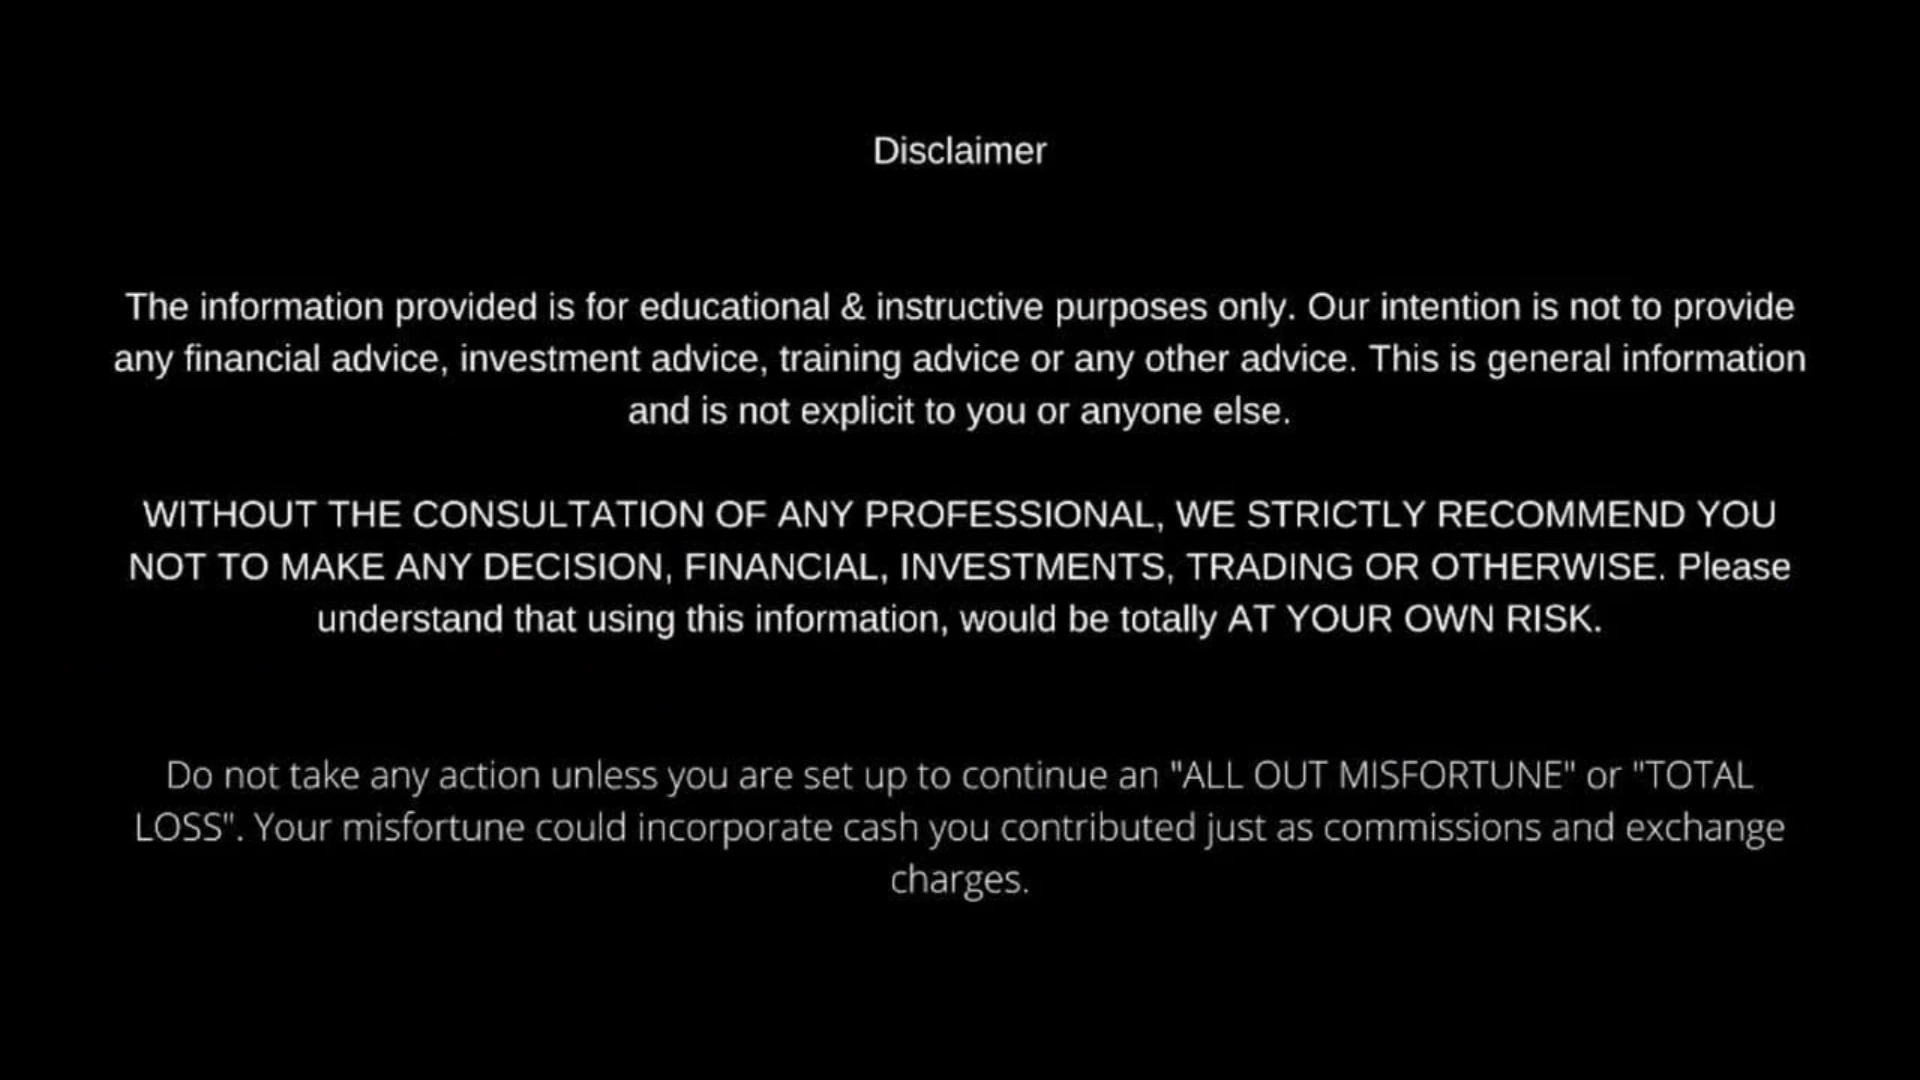 Disclaimer
The information provided is for educational & instructive purposes only. Our intention is not to provide
any financial advice, investment advice, training advice or any other advice. This is general information
and is not explicit to you or anyone else.
WITHOUT THE CONSULTATION OF ANY PROFESSIONAL, WE STRICTLY RECOMMEND YOU
NOT TO MAKE ANY DECISION, FINANCIAL, INVESTMENTS, TRADING OR OTHERWISE. Please
understand that using this information, would be totally AT YOUR OWN RISK.
Do not take any action unless you are set up to continue an "ALL OUT MISFORTUNE" or "TOTAL
LOSS". Your misfortune could incorporate cash you contributed just as commissions and exchange
charges.